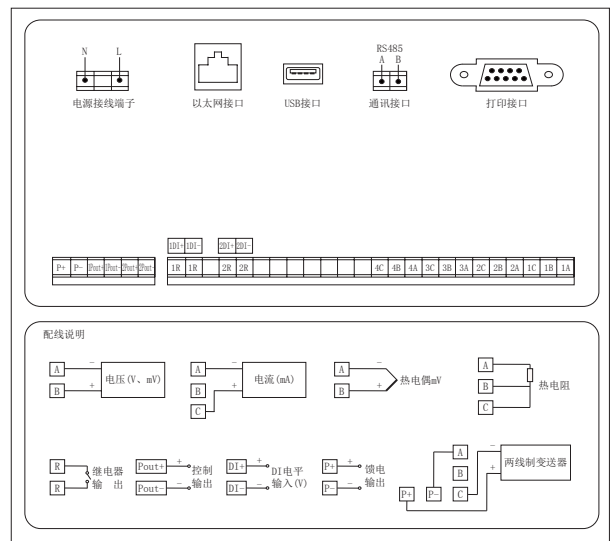 RS485
N L
A B
电源接线端子 以太网接口 USB接口 通讯接口 打印接口
1DI+ 1DI- 2DI+ 2DI-
P+ P- 1Pout+ 1Pout- 2Pout+ 2Pout- 1R 1R 2R 2R 4C 4B 4A 3C 3B 3A 2C 2B 2A 1C 1B 1A
配线说明
A - 电压(V、mV)
B +
A - 电流(mA)
B
C +
A - 热电偶mV
B +
A 热电阻
B
C
R 继电器
R 输 出
Pout+ + 控制
Pout- - 输出
DI+ + DI电平
DI- - 输入(V)
P+ + 馈电
P- - 输出
A - 两线制变送器
B +
P+ P- C